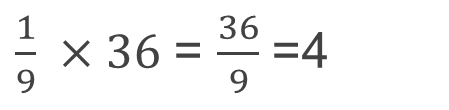 1/9 × 36 = 36/9 =4